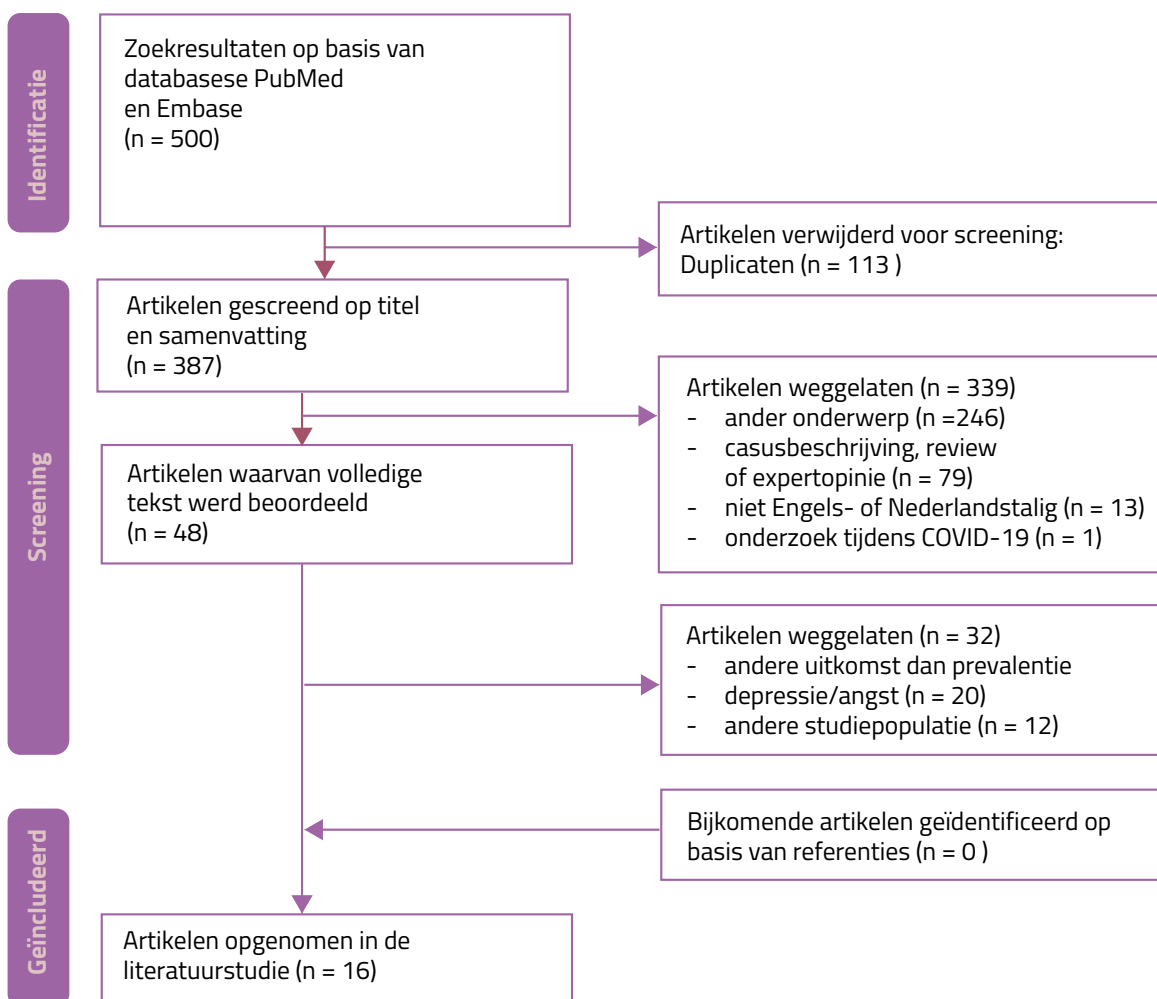 Identificatie
Zoekresultaten op basis van
databasese PubMed
en Embase
(n = 500)
Artikelen verwijderd voor screening:
Duplicaten (n = 113 )
Screening
Artikelen gescreend op titel
en samenvatting
(n = 387)
Artikelen weggelaten (n = 339)
- ander onderwerp (n =246)
- casusbeschrijving, review
of expertopinie (n = 79)
- niet Engels- of Nederlandstalig (n = 13)
- onderzoek tijdens COVID-19 (n = 1)
Artikelen waarvan volledige
tekst werd beoordeeld
(n = 48)
Artikelen weggelaten (n = 32)
- andere uitkomst dan prevalentie
- depressie/angst (n = 20)
- andere studiepopulatie (n = 12)
Geïncludeerd
Bijkomende artikelen geïdentificeerd op
basis van referenties (n = 0 )
Artikelen opgenomen in de
literatuurstudie (n = 16)